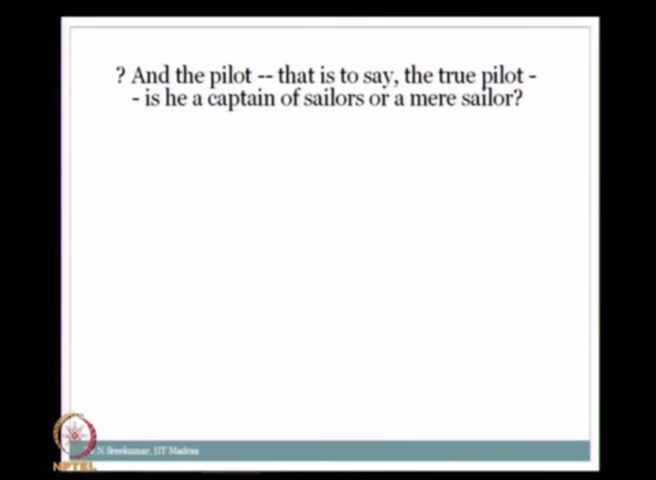 ? And the pilot -- that is to say, the true pilot -
- is he a captain of sailors or a mere sailor?
.N.Sreekumar, IIT Madras
NPTEL